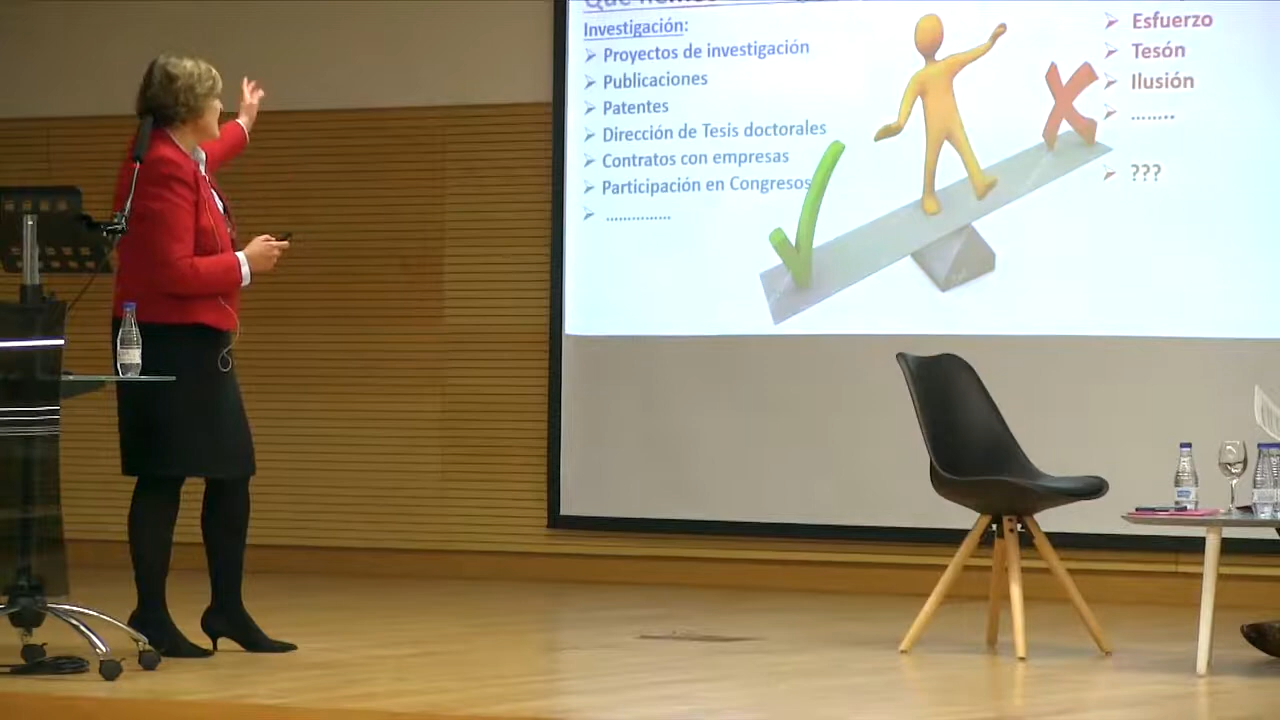 Investigación:
➢ Proyectos de investigación
➢ Publicaciones
➢ Patentes
➢ Dirección de Tesis doctorales
➢ Contratos con empresas
➢ Participación en Congresos
➢ ……………
➢ Esfuerzo
➢ Tesón
➢ Ilusión
➢ ……..
➢ ???